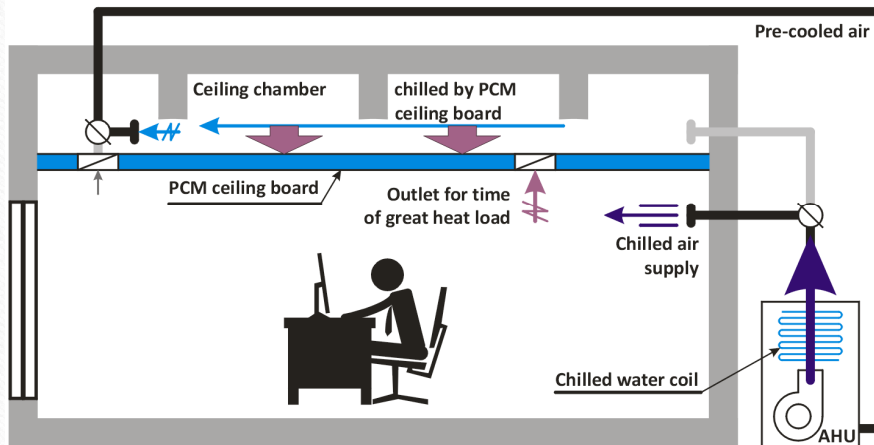 Pre-cooled air
Ceiling chamber
chilled by PCM
ceiling board
PCM ceiling board
Outlet for time
of great heat load
Chilled air
supply
Chilled water coil
AHU